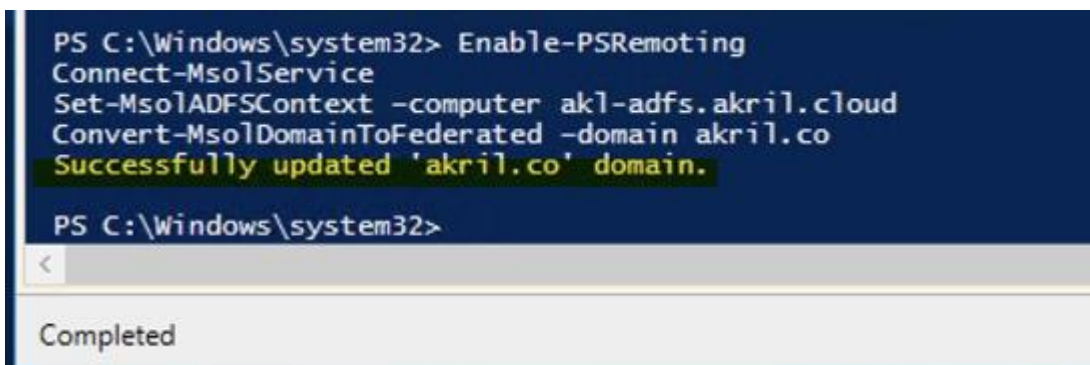 PS C:\Windows\system32> Enable-PSRemoting
Connect-MsolService
Set-MsolADFSContext -computer akl-adfs.akril.cloud
Convert-MsolDomainToFederated -domain akril.co
Successfully updated 'akril.co' domain.
PS C:\Windows\system32>
Completed